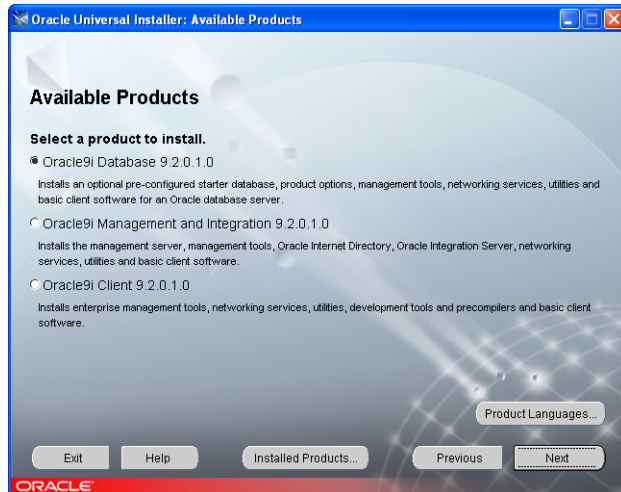 Oracle Universal Installer: Available Products
Available Products
Select a product to install.
Oracle9i Database 9.2.0.1.0
Installs an optional pre-configured starter database, product options, management tools, networking services, utilities and
basic client software for an Oracle database server.
Oracle9i Management and Integration 9.2.0.1.0
Installs the management server, management tools, Oracle Internet Directory, Oracle Integration Server, networking
services, utilities and basic client software.
Oracle9i Client 9.2.0.1.0
Installs enterprise management tools, networking services, utilities, development tools and precompilers and basic client
software.
Product Languages...
Exit Help Installed Products... Previous Next
ORACLE